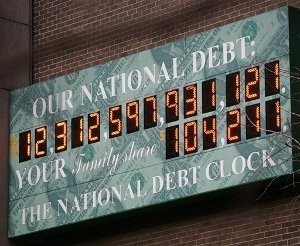 OUR NATIONAL DEBT:
12,312,597,931,121
YOUR Family share 104,211
THE NATIONAL DEBT CLOCK.